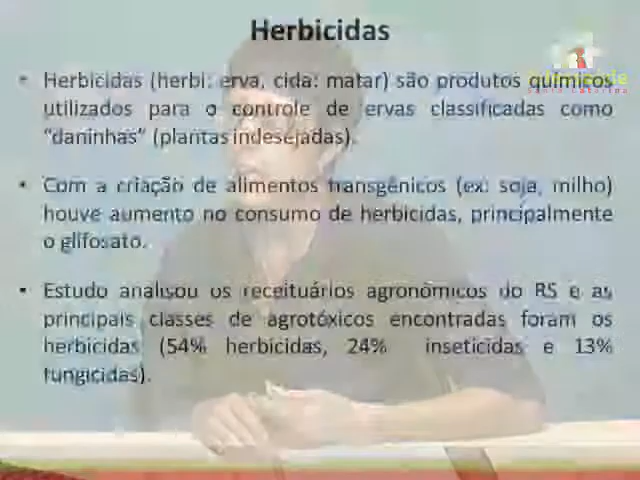 Herbicidas
• Herbicidas (herbi: erva, cida: matar) são produtos químicos
utilizados para o controle de ervas classificadas como
"daninhas" (plantas indesejadas).
• Com a criação de alimentos transgênicos (ex: soja, milho)
houve aumento no consumo de herbicidas, principalmente
o glifosato.
• Estudo analisou os receituários agronômicos do RS e as
principais classes de agrotóxicos encontradas foram os
herbicidas (54% herbicidas, 24% inseticidas e 13%
fungicidas).
Santa Catarina